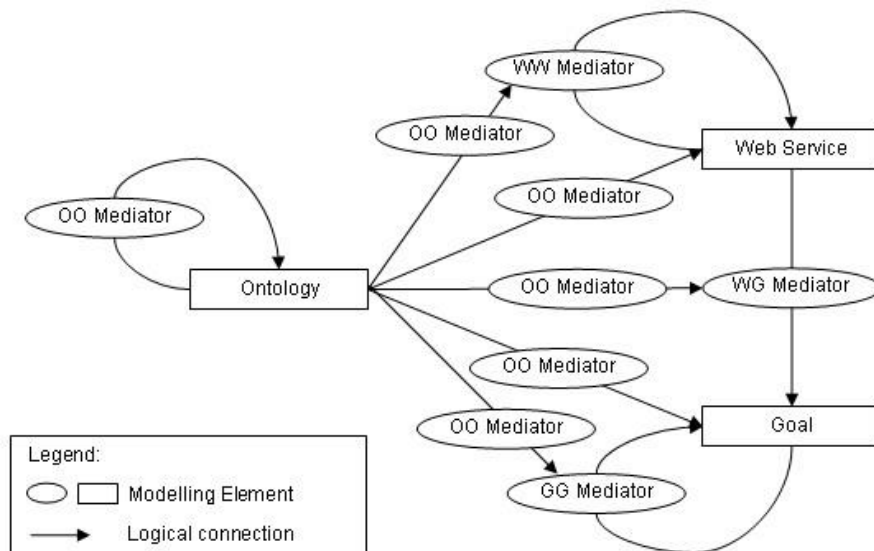 WW Mediator
OO Mediator
Web Service
OO Mediator
OO Mediator
Ontology
OO Mediator
WG Mediator
OO Mediator
Goal
OO Mediator
GG Mediator
Legend:
Modelling Element
Logical connection